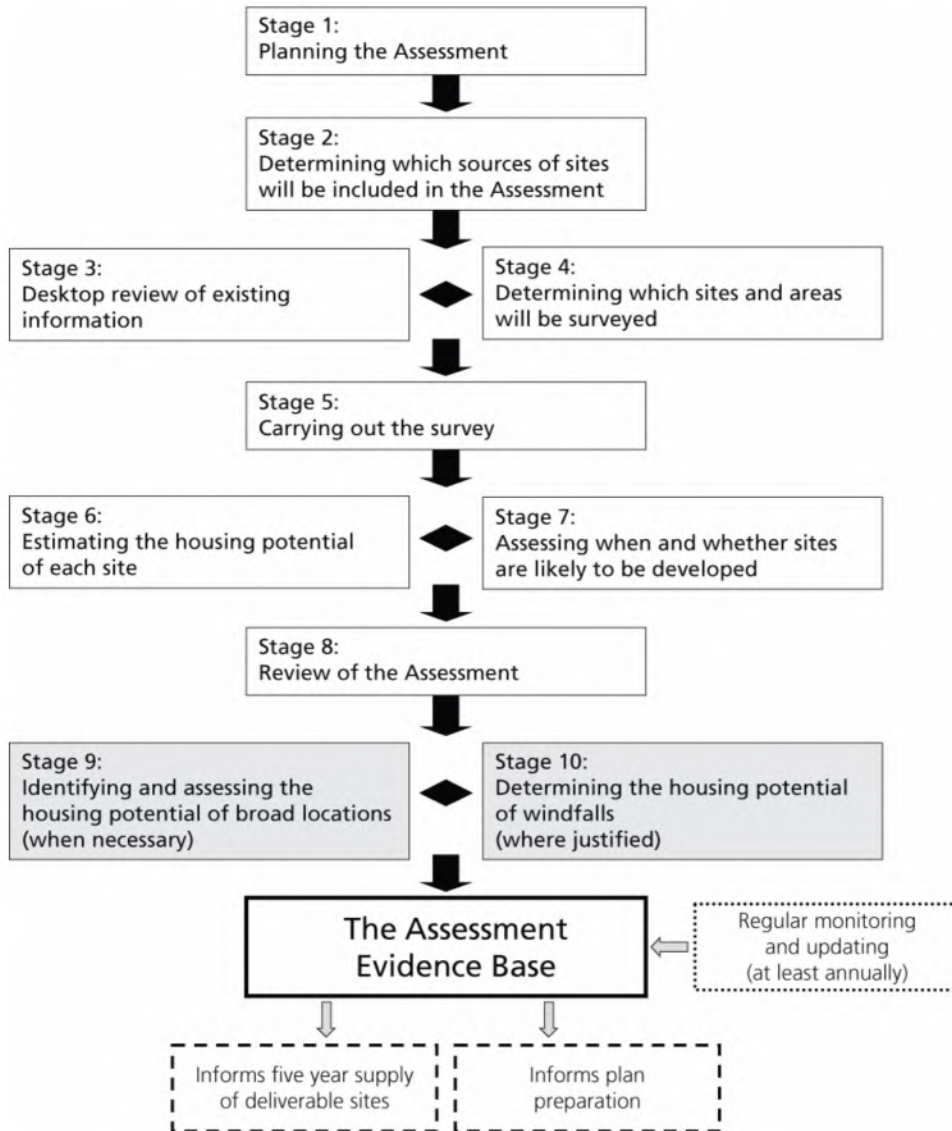 Stage 1:
Planning the Assessment
Stage 2:
Determining which sources of sites
will be included in the Assessment
Stage 3:
Desktop review of existing
information
Stage 4:
Determining which sites and areas
will be surveyed
Stage 5:
Carrying out the survey
Stage 6:
Estimating the housing potential
of each site
Stage 7:
Assessing when and whether sites
are likely to be developed
Stage 8:
Review of the Assessment
Stage 9:
Identifying and assessing the
housing potential of broad locations
(when necessary)
Stage 10:
Determining the housing potential
of windfalls
(where justified)
The Assessment
Evidence Base
Regular monitoring
and updating
(at least annually)
Informs five year supply
of deliverable sites
Informs plan
preparation